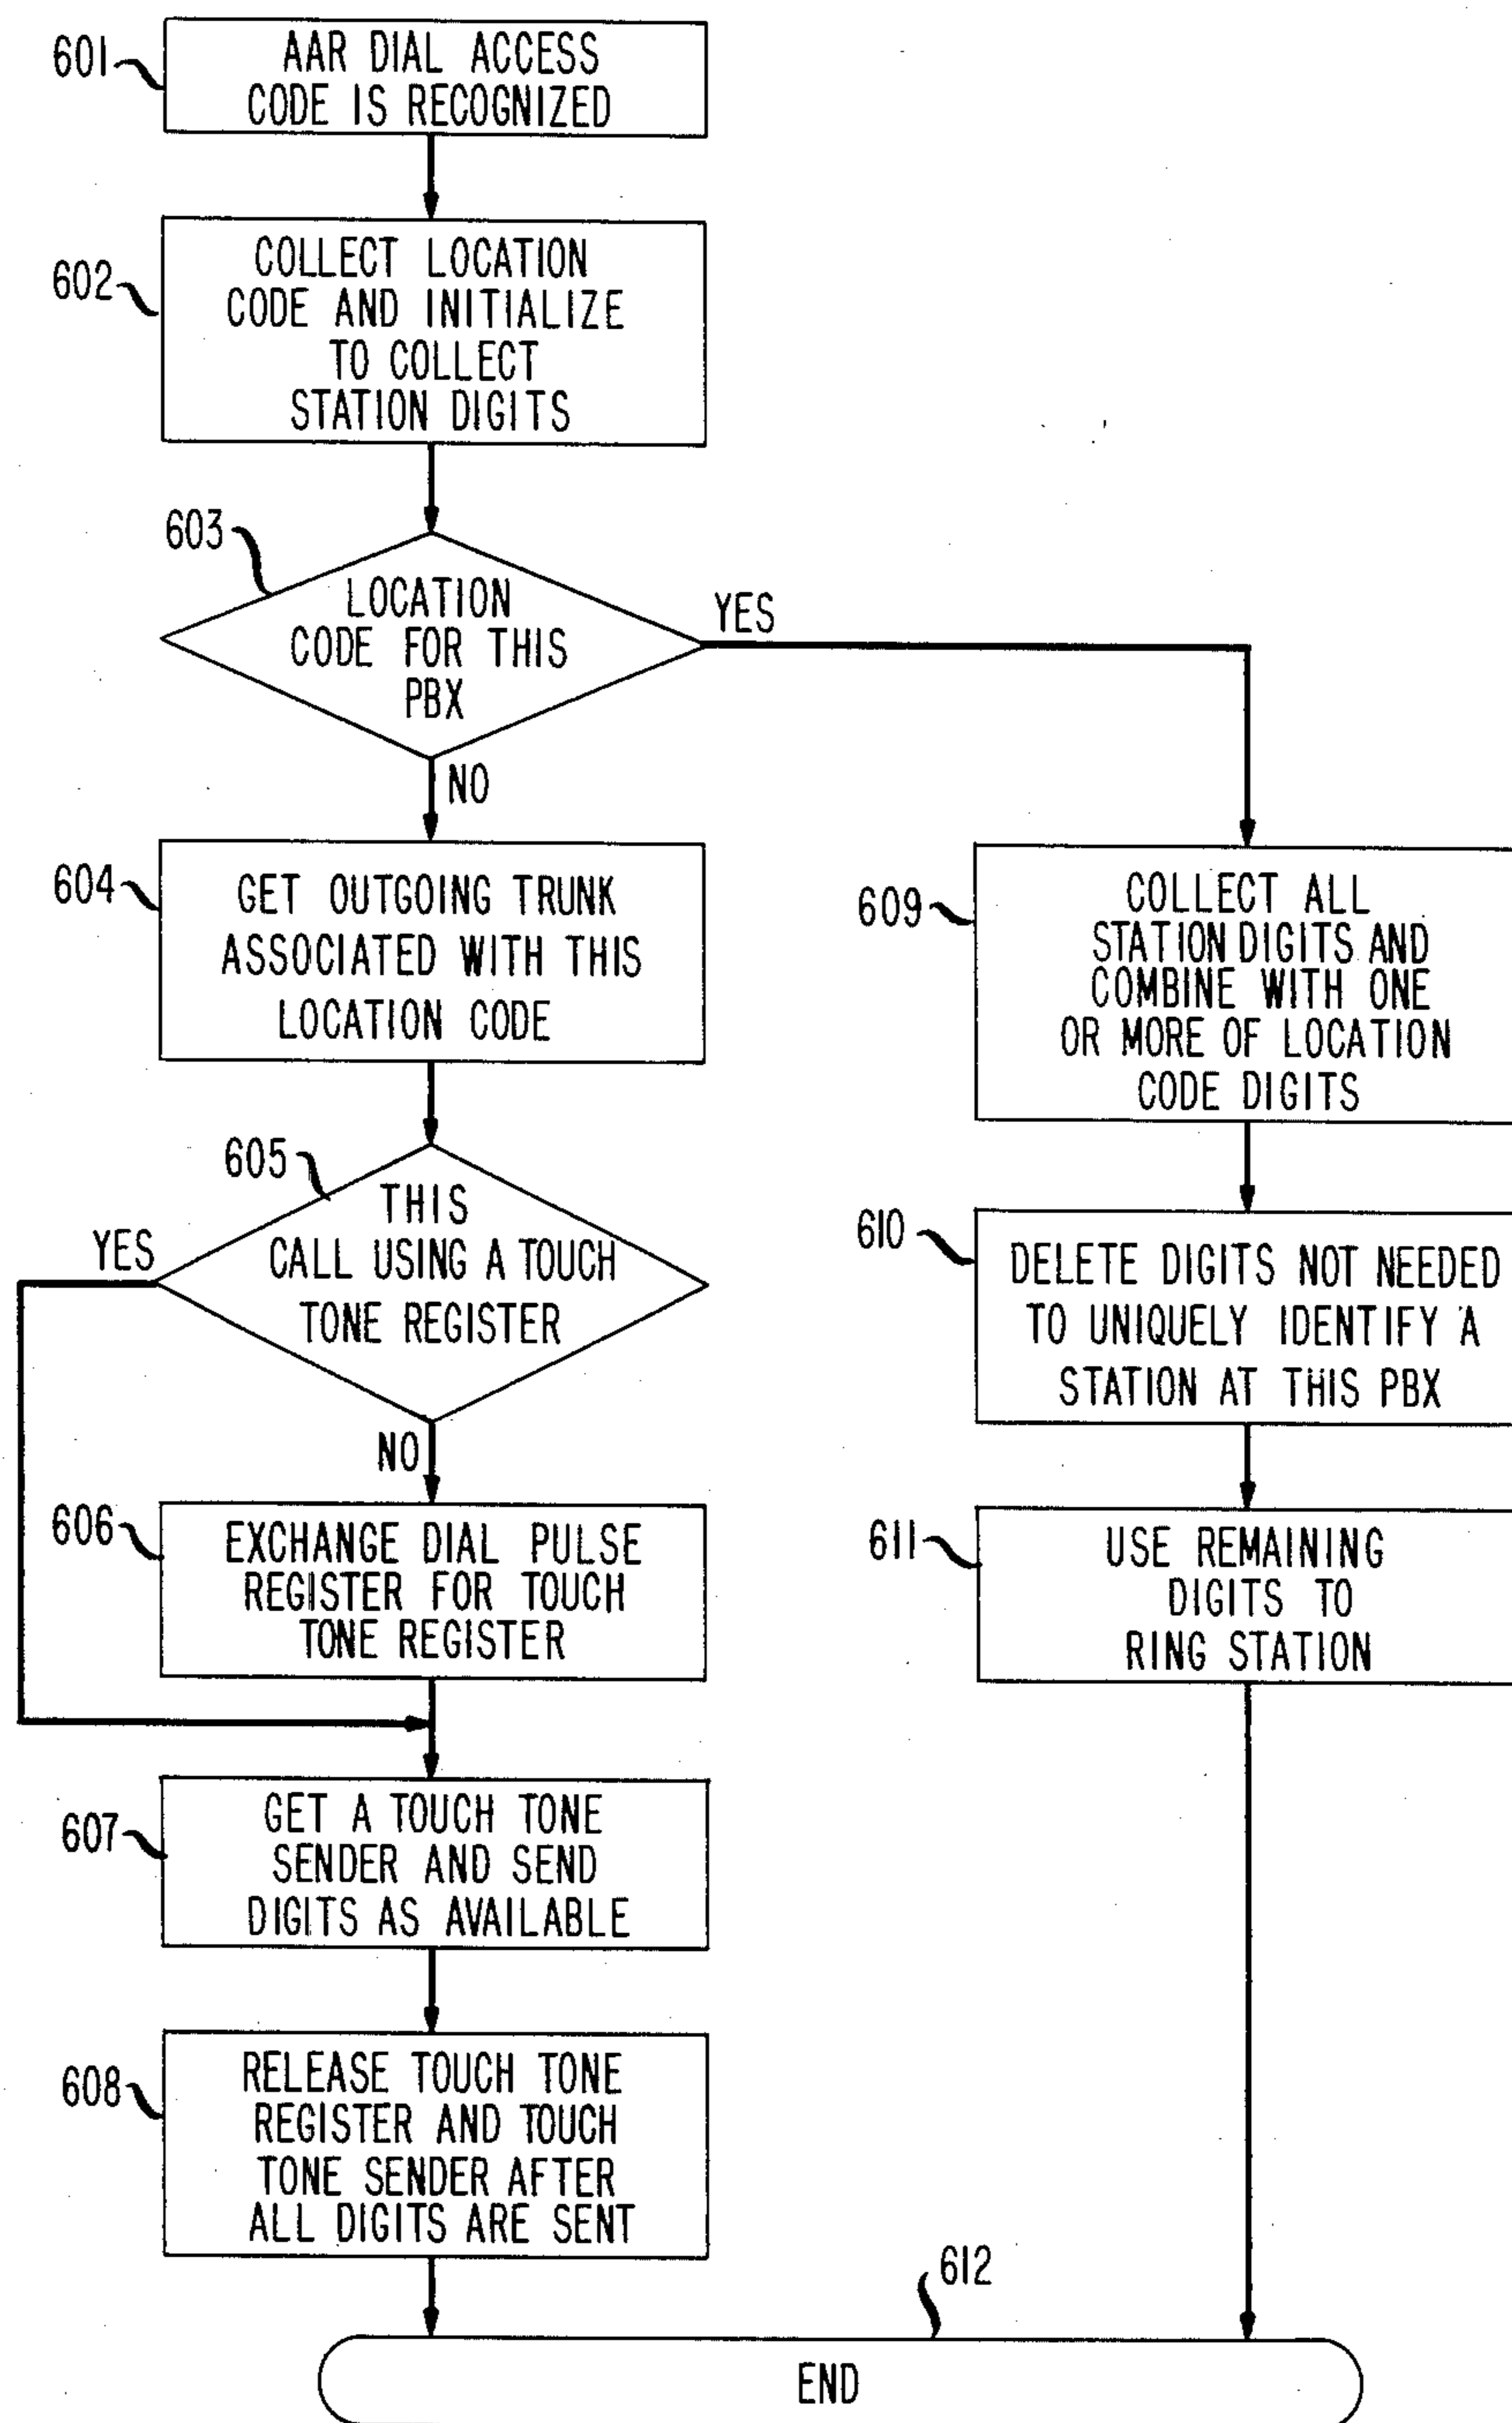 601
AAR DIAL ACCESS
CODE IS RECOGNIZED
602
COLLECT LOCATION
CODE AND INITIALIZE
TO COLLECT
STATION DIGITS
603
LOCATION
CODE FOR THIS
PBX
YES
NO
604
GET OUTGOING TRUNK
ASSOCIATED WITH THIS
LOCATION CODE
605
THIS
CALL USING A TOUCH
TONE REGISTER
YES
NO
606
EXCHANGE DIAL PULSE
REGISTER FOR TOUCH
TONE REGISTER
607
GET A TOUCH TONE
SENDER AND SEND
DIGITS AS AVAILABLE
608
RELEASE TOUCH TONE
REGISTER AND TOUCH
TONE SENDER AFTER
ALL DIGITS ARE SENT
609
COLLECT ALL
STATION DIGITS AND
COMBINE WITH ONE
OR MORE OF LOCATION
CODE DIGITS
610
DELETE DIGITS NOT NEEDED
TO UNIQUELY IDENTIFY A
STATION AT THIS PBX
611
USE REMAINING
DIGITS TO
RING STATION
612
END